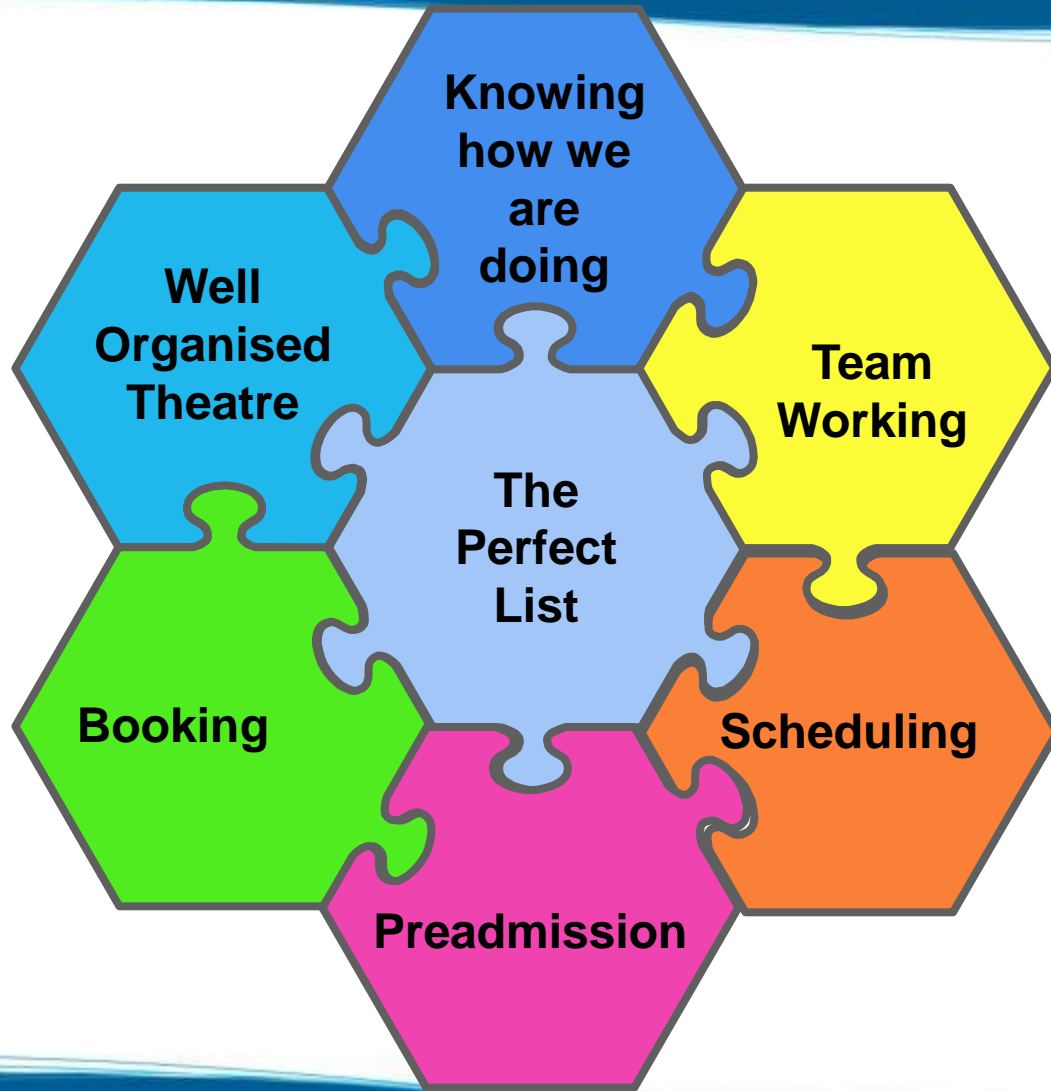 Knowing
how we
are
doing
Well
Organised
Theatre
Team
Working
The
Perfect
List
Booking
Scheduling
Preadmission